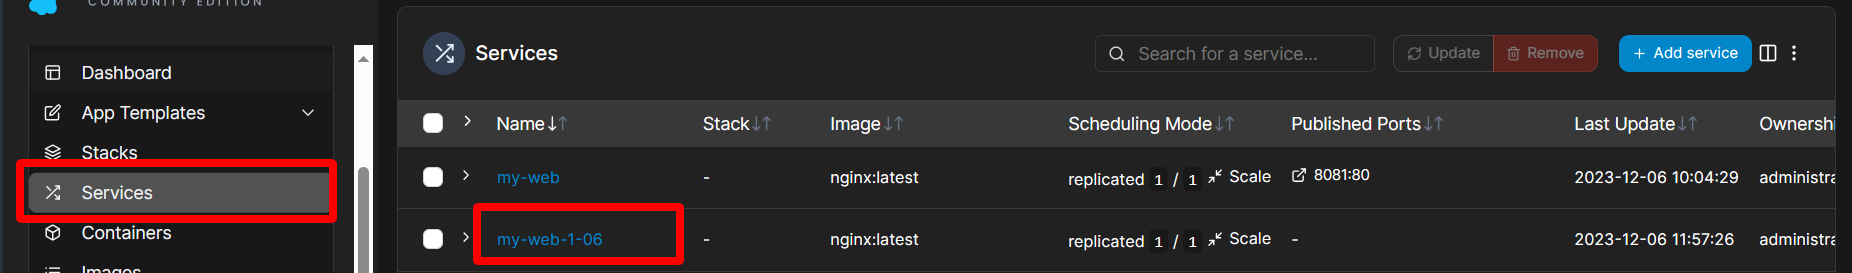 COMMUNITY EDITION
Dashboard
App Templates
Stacks
Services
Containers
Images
Services
Search for a service...
Update
Remove
+ Add service
Name Stack Image Scheduling Mode Published Ports Last Update Ownershi
my-web - nginx:latest replicated 1 / 1 Scale 8081:80 2023-12-06 10:04:29 administra
my-web-1-06 - nginx:latest replicated 1 / 1 Scale - 2023-12-06 11:57:26 administra